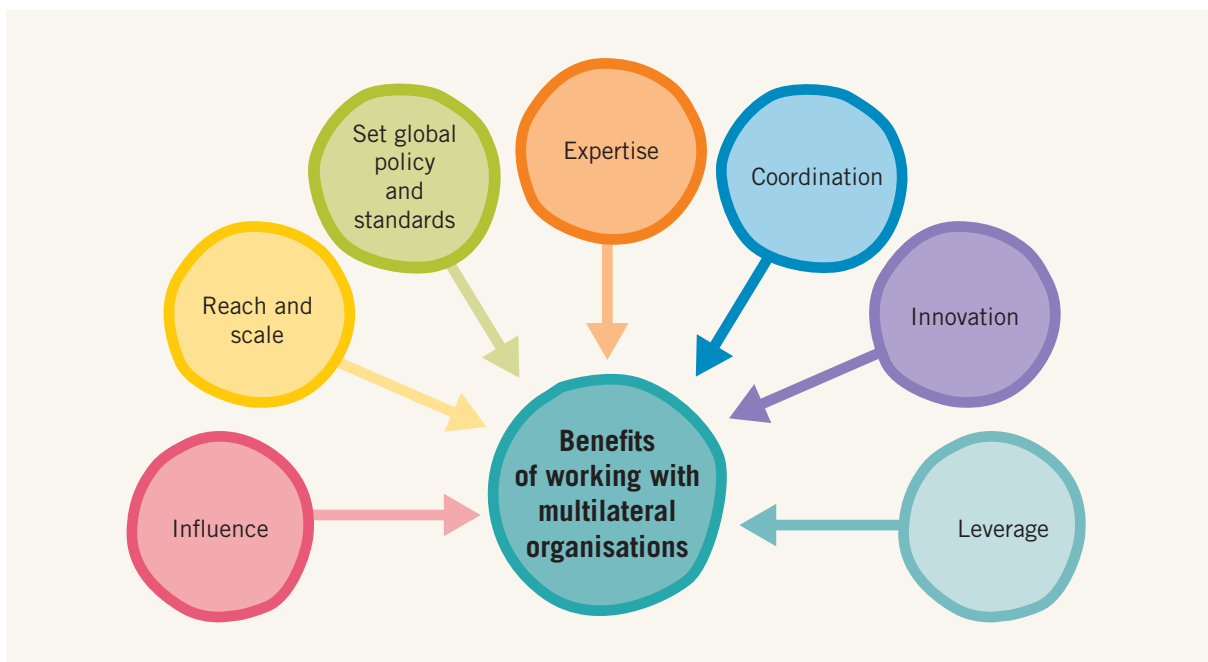 Set global
policy
and
standards
Expertise
Coordination
Reach and
scale
Innovation
Benefits
of working with
multilateral
organisations
Influence
Leverage